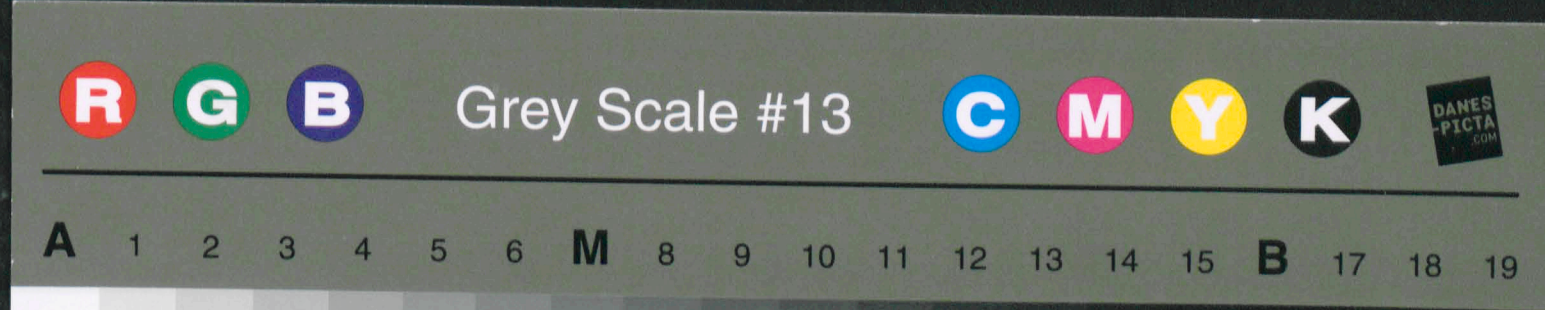 R G B Grey Scale #13 C M Y K
DANES
-PICTA
.COM
A 1 2 3 4 5 6 M 8 9 10 11 12 13 14 15 B 17 18 19